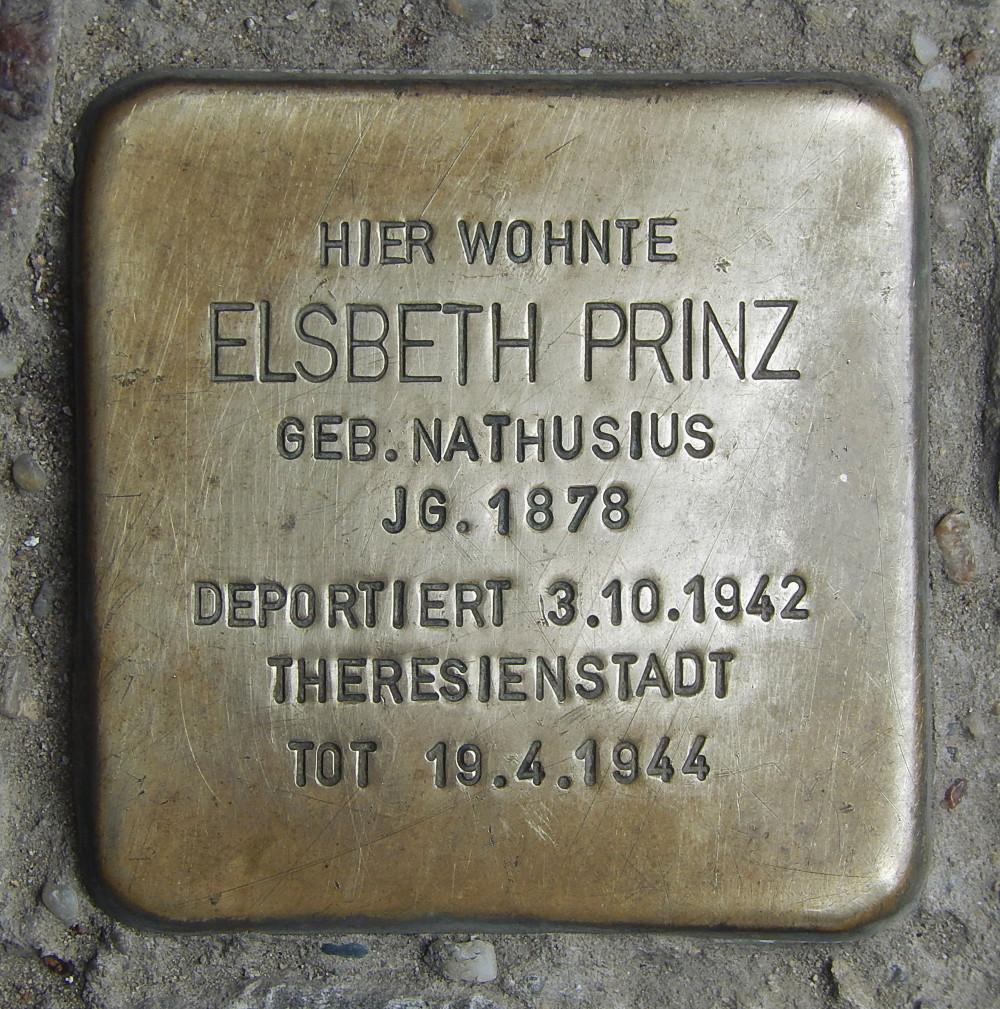 HIER WOHNTE
ELSBETH PRINZ
GEB. NATHUSIUS
JG. 1878
DEPORTIERT 3.10.1942
THERESIENSTADT
TOT 19.4.1944